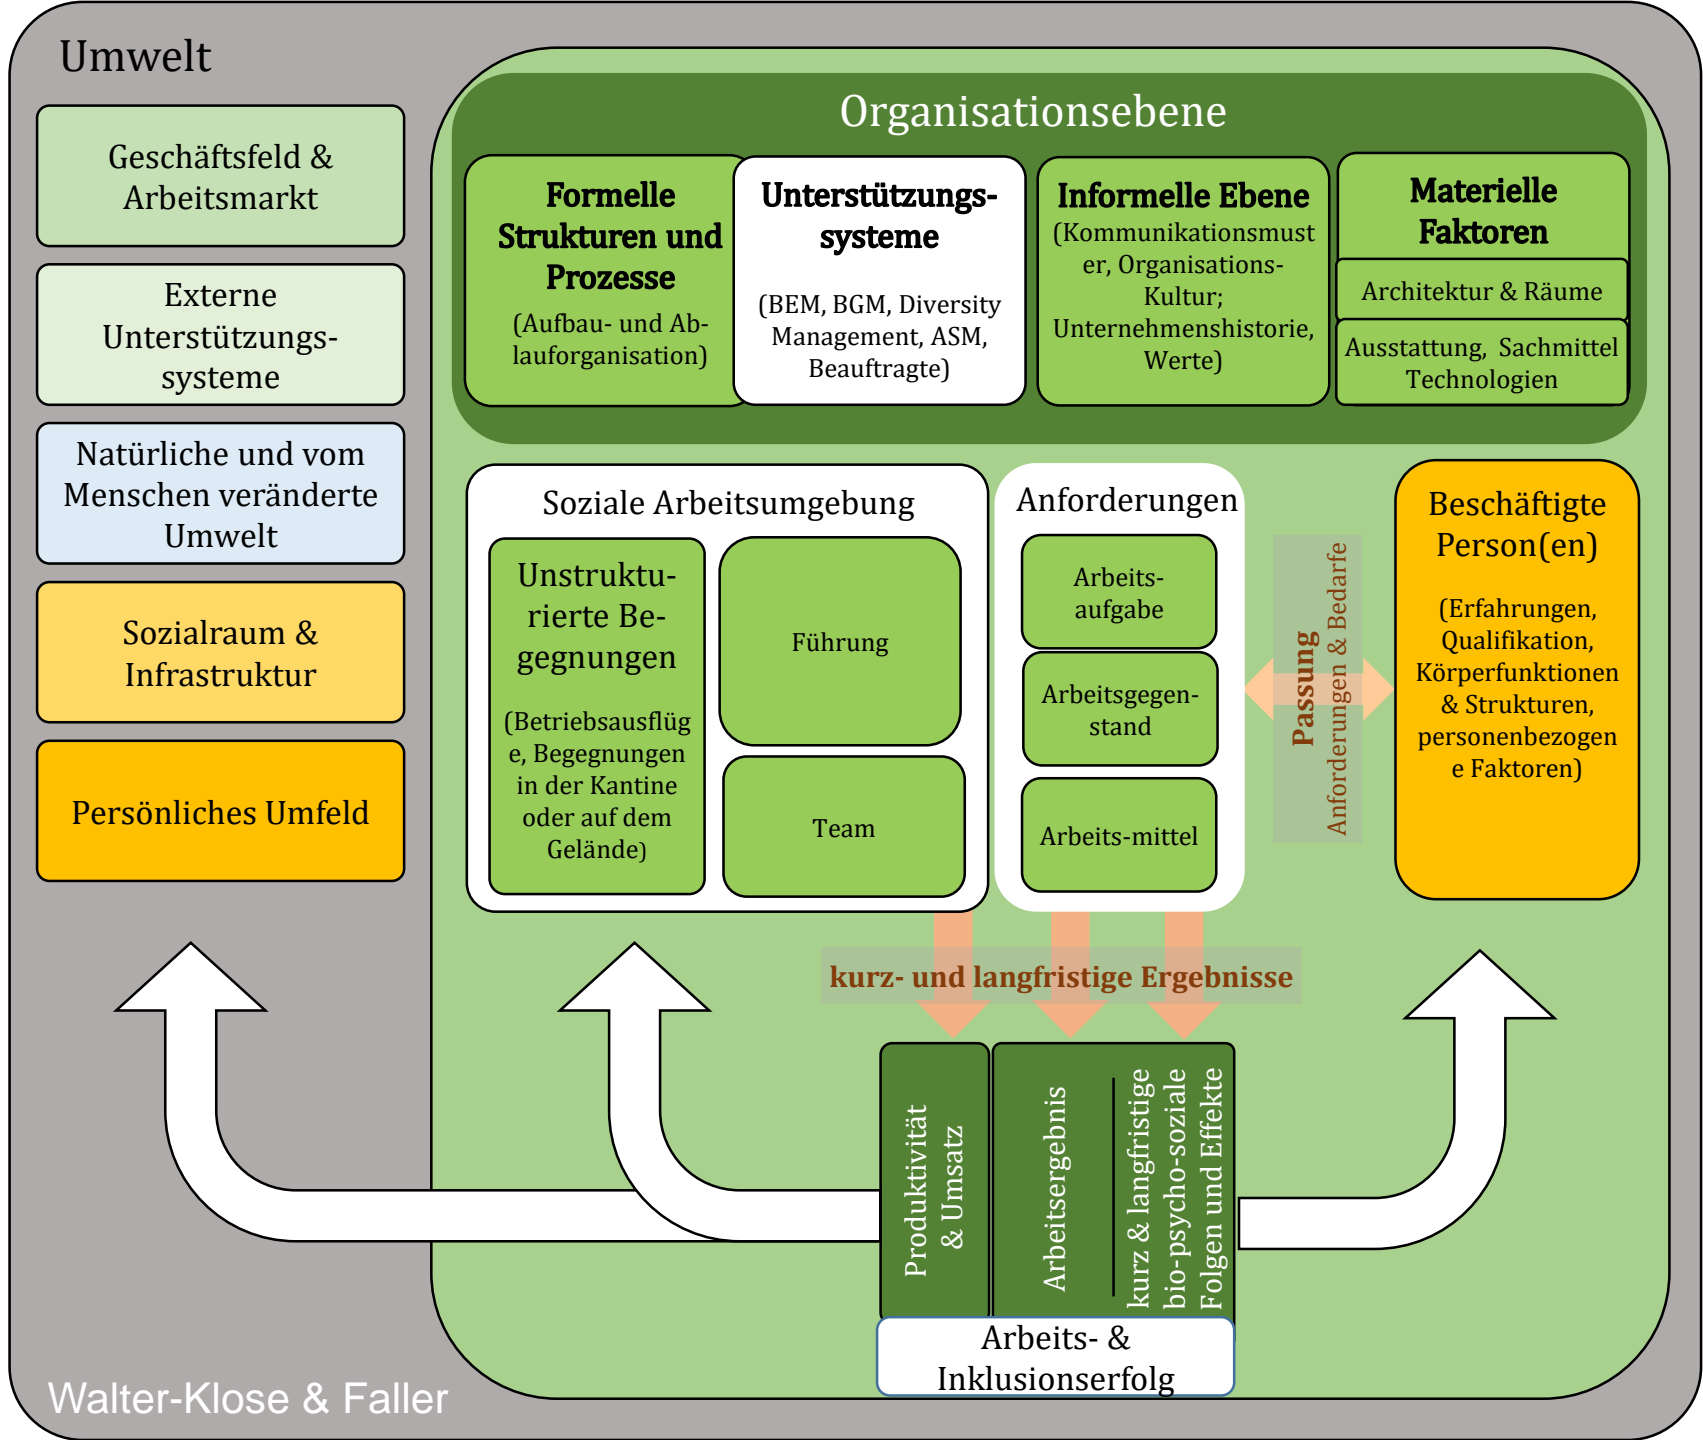 Umwelt
Geschäftsfeld &
Arbeitsmarkt
Externe
Unterstützungs-
systeme
Natürliche und vom
Menschen veränderte
Umwelt
Sozialraum &
Infrastruktur
Persönliches Umfeld
Organisationsebene
Formelle
Strukturen und
Prozesse
(Aufbau- und Ab-
lauforganisation)
Unterstützungs-
systeme
(BEM, BGM, Diversity
Management, ASM,
Beauftragte)
Informelle Ebene
(Kommunikationsmust
er, Organisations-
Kultur;
Unternehmenshistorie,
Werte)
Materielle
Faktoren
Architektur & Räume
Ausstattung, Sachmittel
Technologien
Soziale Arbeitsumgebung
Unstruktu-
rierte Be-
gegnungen
(Betriebsausflüg
e, Begegnungen
in der Kantine
oder auf dem
Gelände)
Führung
Team
Anforderungen
Arbeits-
aufgabe
Arbeitsgegen-
stand
Arbeits-mittel
Passung
Anforderungen & Bedarfe
Beschäftigte
Person(en)
(Erfahrungen,
Qualifikation,
Körperfunktionen
& Strukturen,
personenbezogen
e Faktoren)
kurz- und langfristige Ergebnisse
Produktivität
& Umsatz
Arbeitsergebnis
kurz & langfristige
bio-psycho-soziale
Folgen und Effekte
Arbeits- &
Inklusionserfolg
Walter-Klose & Faller